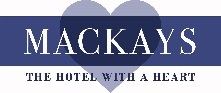 MACKAYS
THE HOTEL WITH A HEART